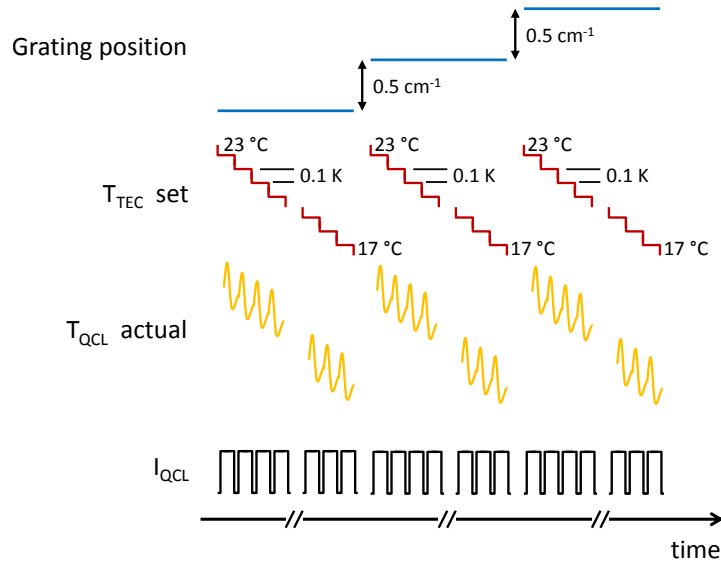 0.5 cm⁻¹
Grating position
0.5 cm⁻¹
23 °C 23 °C 23 °C
0.1 K 0.1 K 0.1 K
T_TEC set
17 °C 17 °C 17 °C
T_QCL actual
I_QCL
time